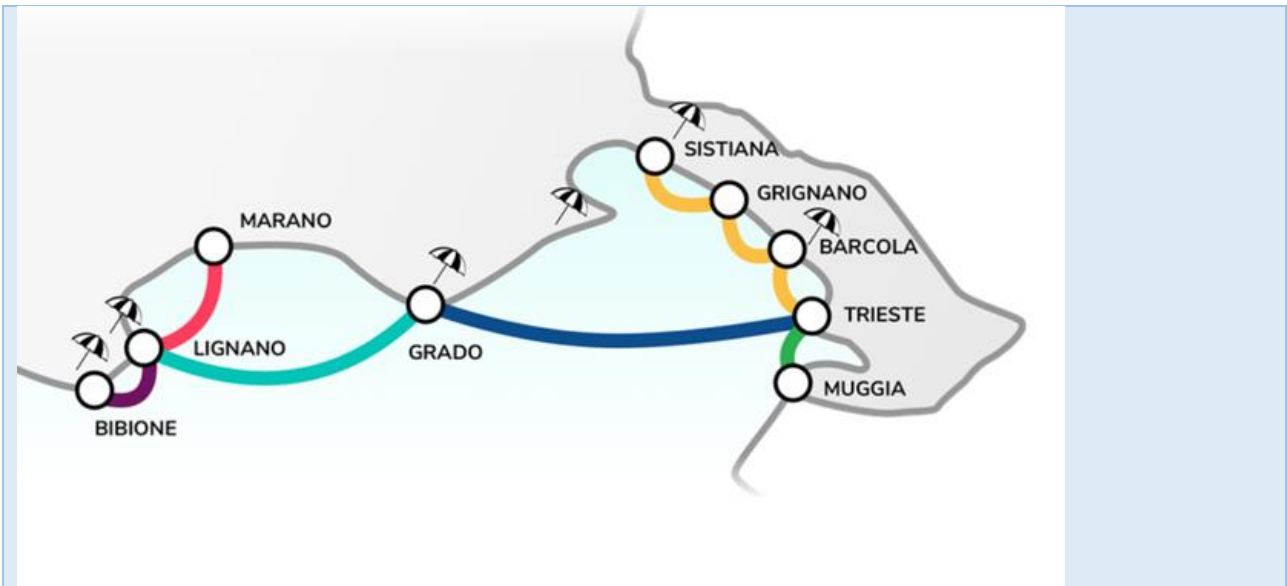 SISTIANA
GRIGNANO
MARANO
BARCOLA
TRIESTE
LIGNANO
GRADO
MUGGIA
BIBIONE